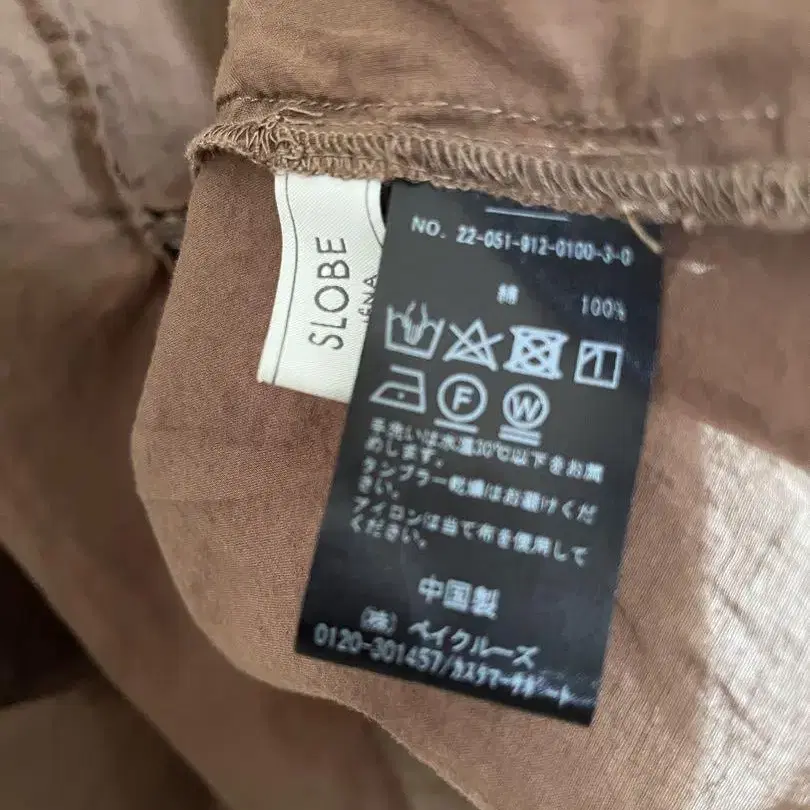 SLOBE
IENA
NO. 22-051-912-0100-3-0
綿 100%
F W
手洗いは水温30℃以下をお薦
めします。
タンブラー乾燥はお避けくだ
さい。
アイロンは当て布を使用して
ください。
中国製
(株) ベイクルーズ
0120-301457/カスタマーサポート